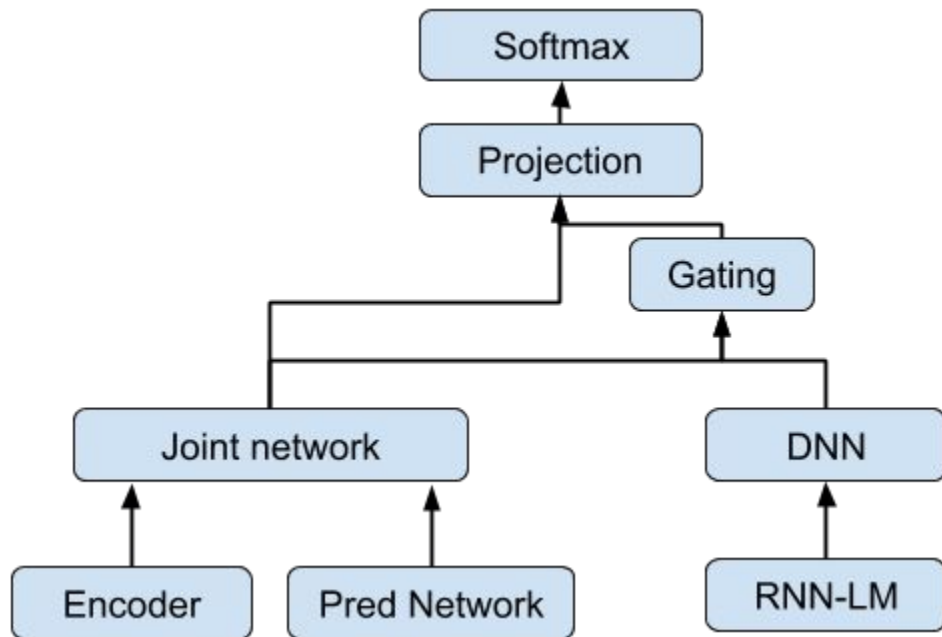 Softmax
Projection
Gating
Joint network
DNN
Encoder
Pred Network
RNN-LM